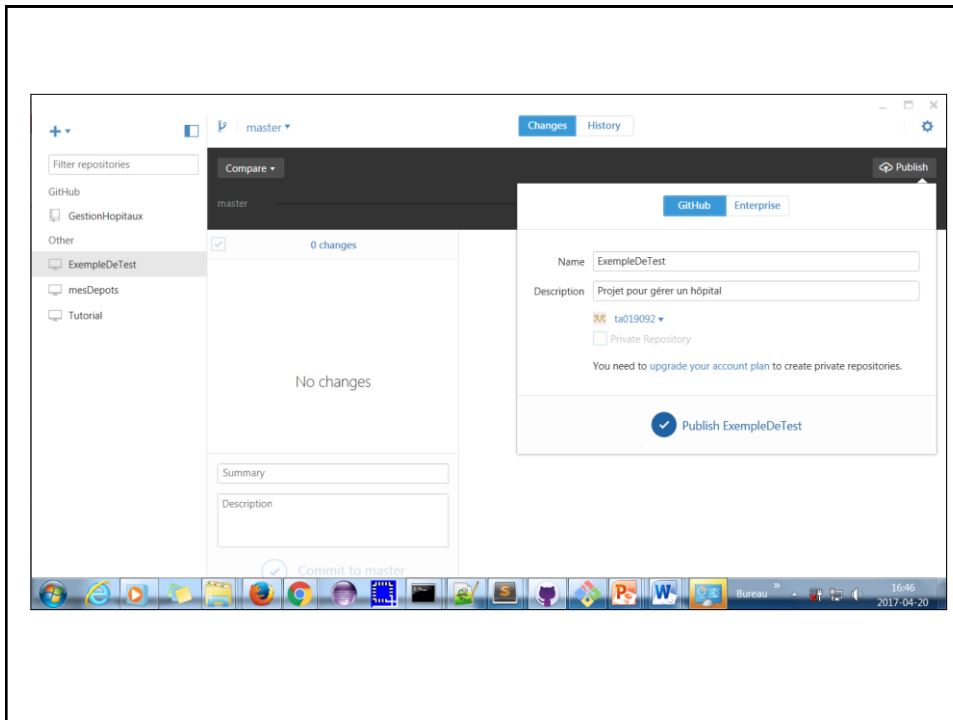 master
Changes
History
Filter repositories
GitHub
GestionHopitaux
Other
ExempleDeTest
mesDepots
Tutorial
Compare
Publish
master
0 changes
No changes
Summary
Description
Commit to master
GitHub
Enterprise
Name
ExempleDeTest
Description
Projet pour gérer un hôpital
ta019092
Private Repository
You need to upgrade your account plan to create private repositories.
Publish ExempleDeTest
Bureau
16:46
2017-04-20